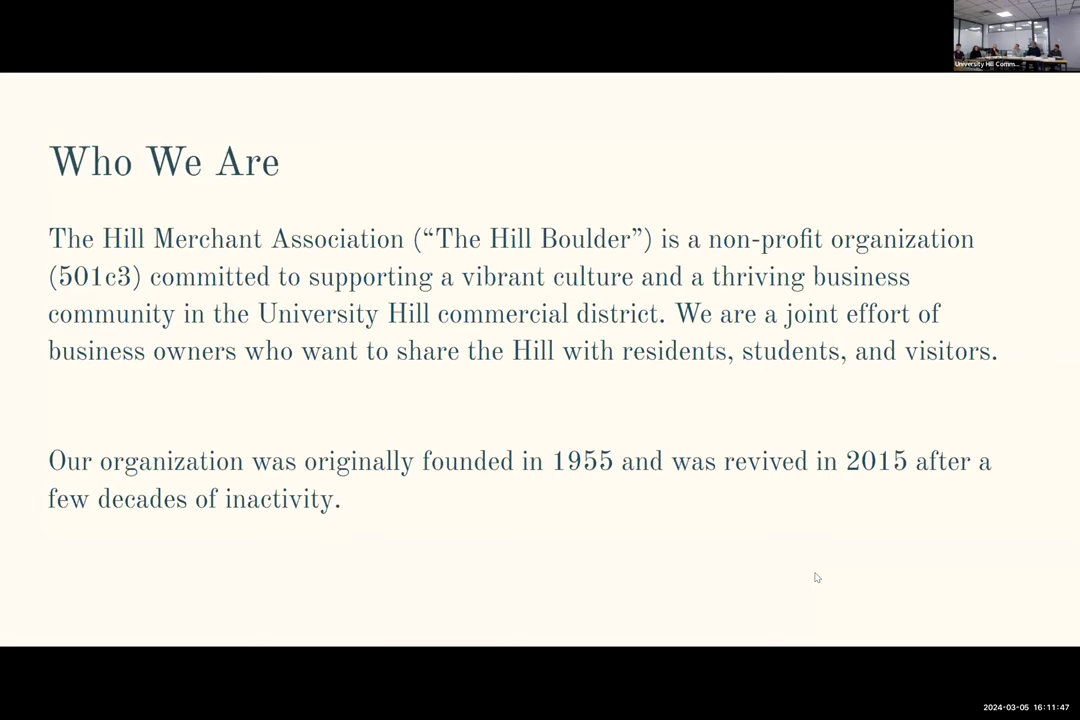 University Hill Comm...
Who We Are
The Hill Merchant Association (“The Hill Boulder”) is a non-profit organization
(501c3) committed to supporting a vibrant culture and a thriving business
community in the University Hill commercial district. We are a joint effort of
business owners who want to share the Hill with residents, students, and visitors.
Our organization was originally founded in 1955 and was revived in 2015 after a
few decades of inactivity.
2024-03-05 16:11:47